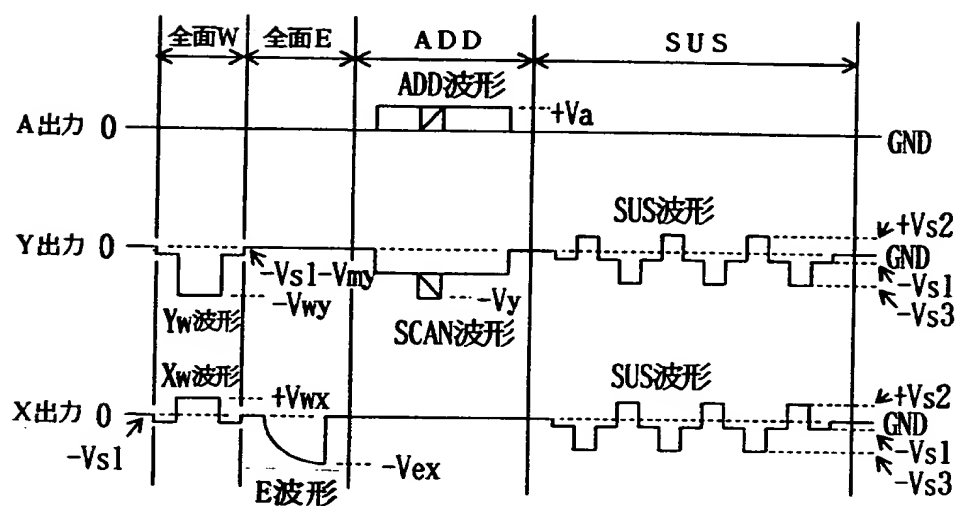 全面W 全面E ADD SUS
ADD波形
+Va
A出力 0
GND
SUS波形
+Vs2
Y出力 0
GND
-Vs1-Vmy
-Vs1
-Vwy
-Vy
-Vs3
Yw波形
SCAN波形
Xw波形
SUS波形
+Vwx
+Vs2
X出力 0
GND
-Vs1
-Vs1
-Vex
-Vs3
E波形